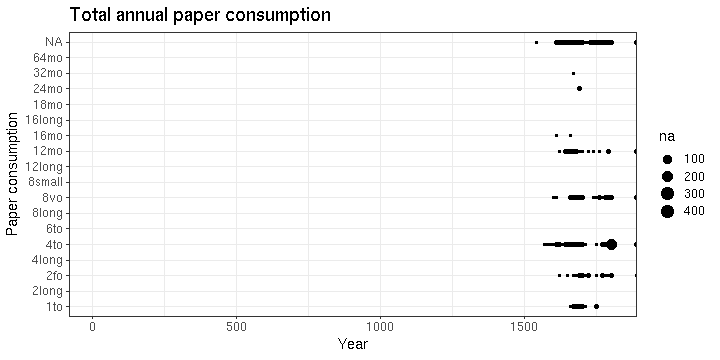 Total annual paper consumption
Paper consumption
NA
64mo
32mo
24mo
18mo
16long
16mo
12mo
12long
8small
8vo
8long
6to
4to
4long
2fo
2long
1to
0
500
1000
1500
Year
na
100
200
300
400